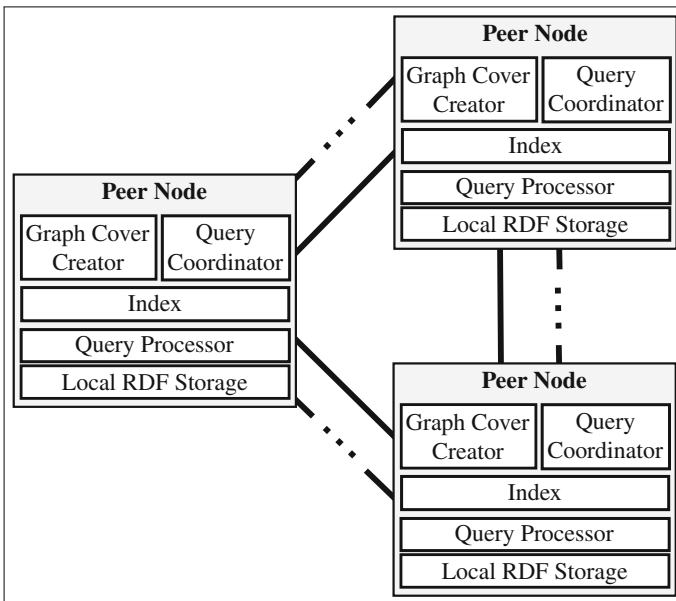 Peer Node
Graph Cover
Creator
Query
Coordinator
Index
Query Processor
Local RDF Storage
Peer Node
Graph Cover
Creator
Query
Coordinator
Index
Query Processor
Local RDF Storage
Peer Node
Graph Cover
Creator
Query
Coordinator
Index
Query Processor
Local RDF Storage